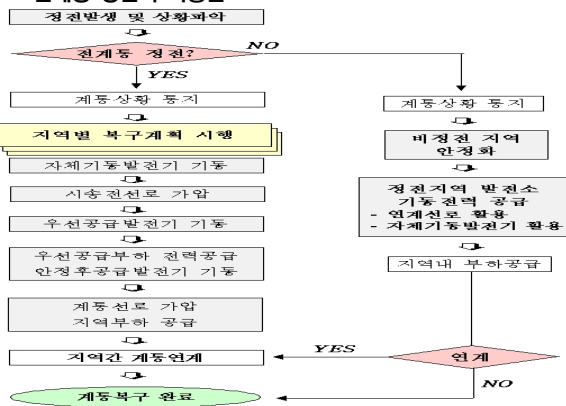 정전발생 및 상황파악
전계통 정전?
NO
YES
계통상황 통지
지역별 복구계획 시행
자체기동발전기 기동
시송전선로 가압
우선공급발전기 기동
우선공급부하 전력공급
안정후공급발전기 기동
계통선로 가압
지역부하 공급
지역간 계통연계
계통복구 완료
계통상황 통지
비정전 지역
안정화
정전지역 발전소
기동전력 공급
- 연계선로 활용
- 자체기동발전기 활용
지역내 부하공급
연계
YES
NO